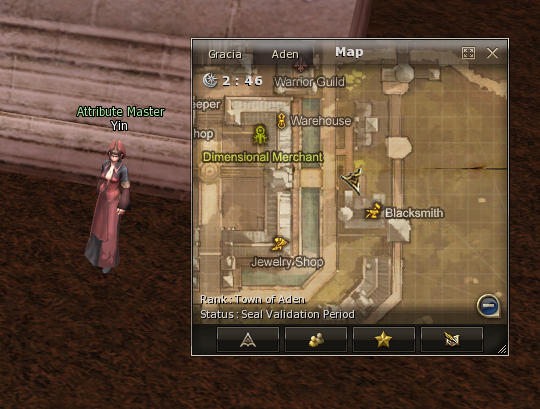 Attribute Master
Yin
Gracia
Aden
Map
2:46
Warrior Guild
eeper
Warehouse
hop
Dimensional Merchant
Blacksmith
Jewelry Shop
Rank : Town of Aden
Status : Seal Validation Period